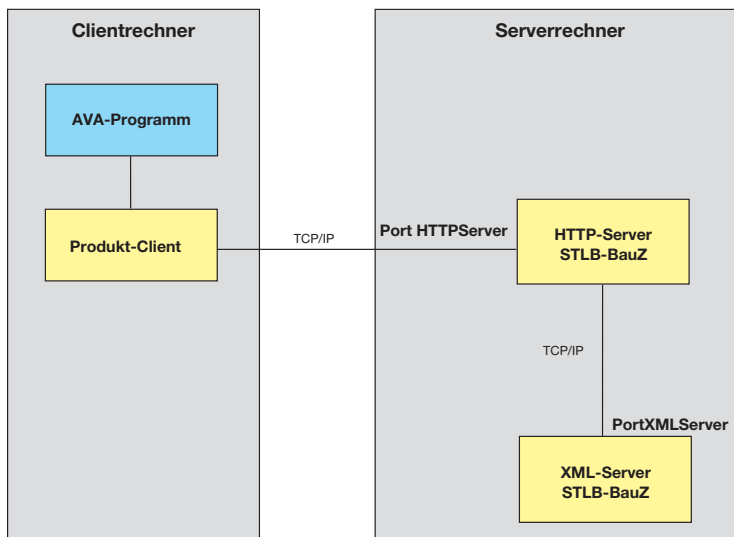 Clientrechner
Serverrechner
AVA-Programm
Produkt-Client
TCP/IP
Port HTTPServer
HTTP-Server
STLB-BauZ
TCP/IP
PortXMLServer
XML-Server
STLB-BauZ